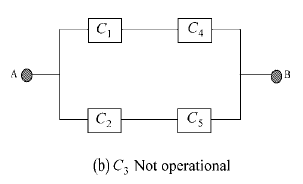 C₁ C₄
A B
C₂ C₅
(b) C₃ Not operational